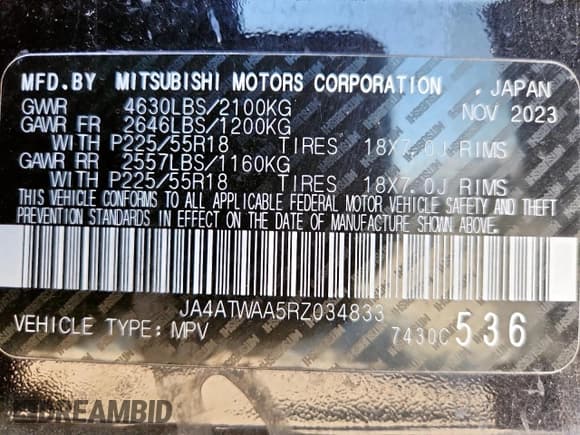 MFD.BY MITSUBISHI MOTORS CORPORATION , JAPAN
GVWR 4630LBS/2100KG NOV 2023
GAWR FR 2646LBS/1200KG
WITH P225/55R18 TIRES 18X7.0J RIMS
GAWR RR 2557LBS/1160KG
WITH P225/55R18 TIRES 18X7.0J RIMS
THIS VEHICLE CONFORMS TO ALL APPLICABLE FEDERAL MOTOR VEHICLE SAFETY AND THEFT
PREVENTION STANDARDS IN EFFECT ON THE DATE OF MANUFACTURE SHOWN ABOVE.
JA4ATWAA5RZ034833
VEHICLE TYPE: MPV 7430C 536
DREAMBID